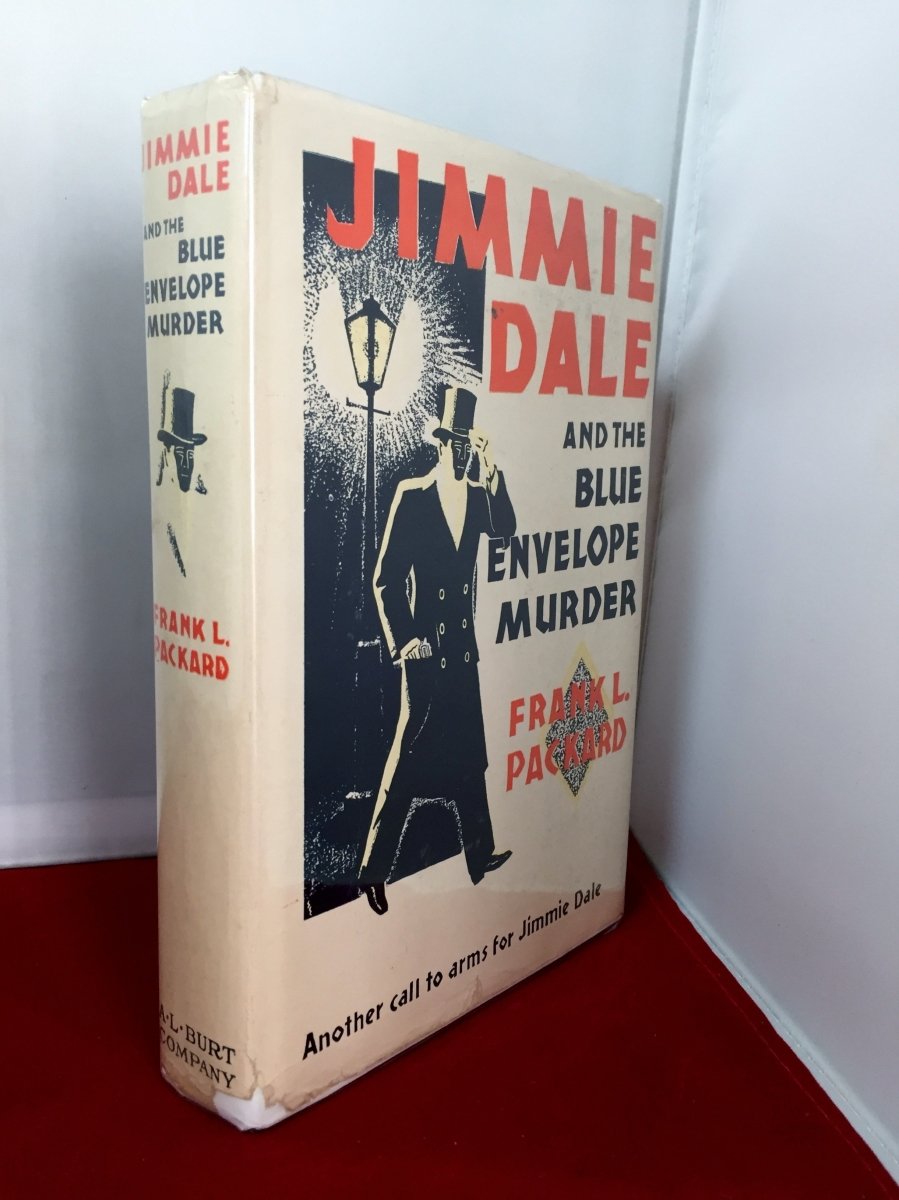 JIMMIE
DALE
AND THE
BLUE
ENVELOPE
MURDER
FRANK L.
PACKARD
A·L·BURT
COMPANY
JIMMIE
DALE
AND THE
BLUE
ENVELOPE
MURDER
FRANK L.
PACKARD
Another call to arms for Jimmie Dale